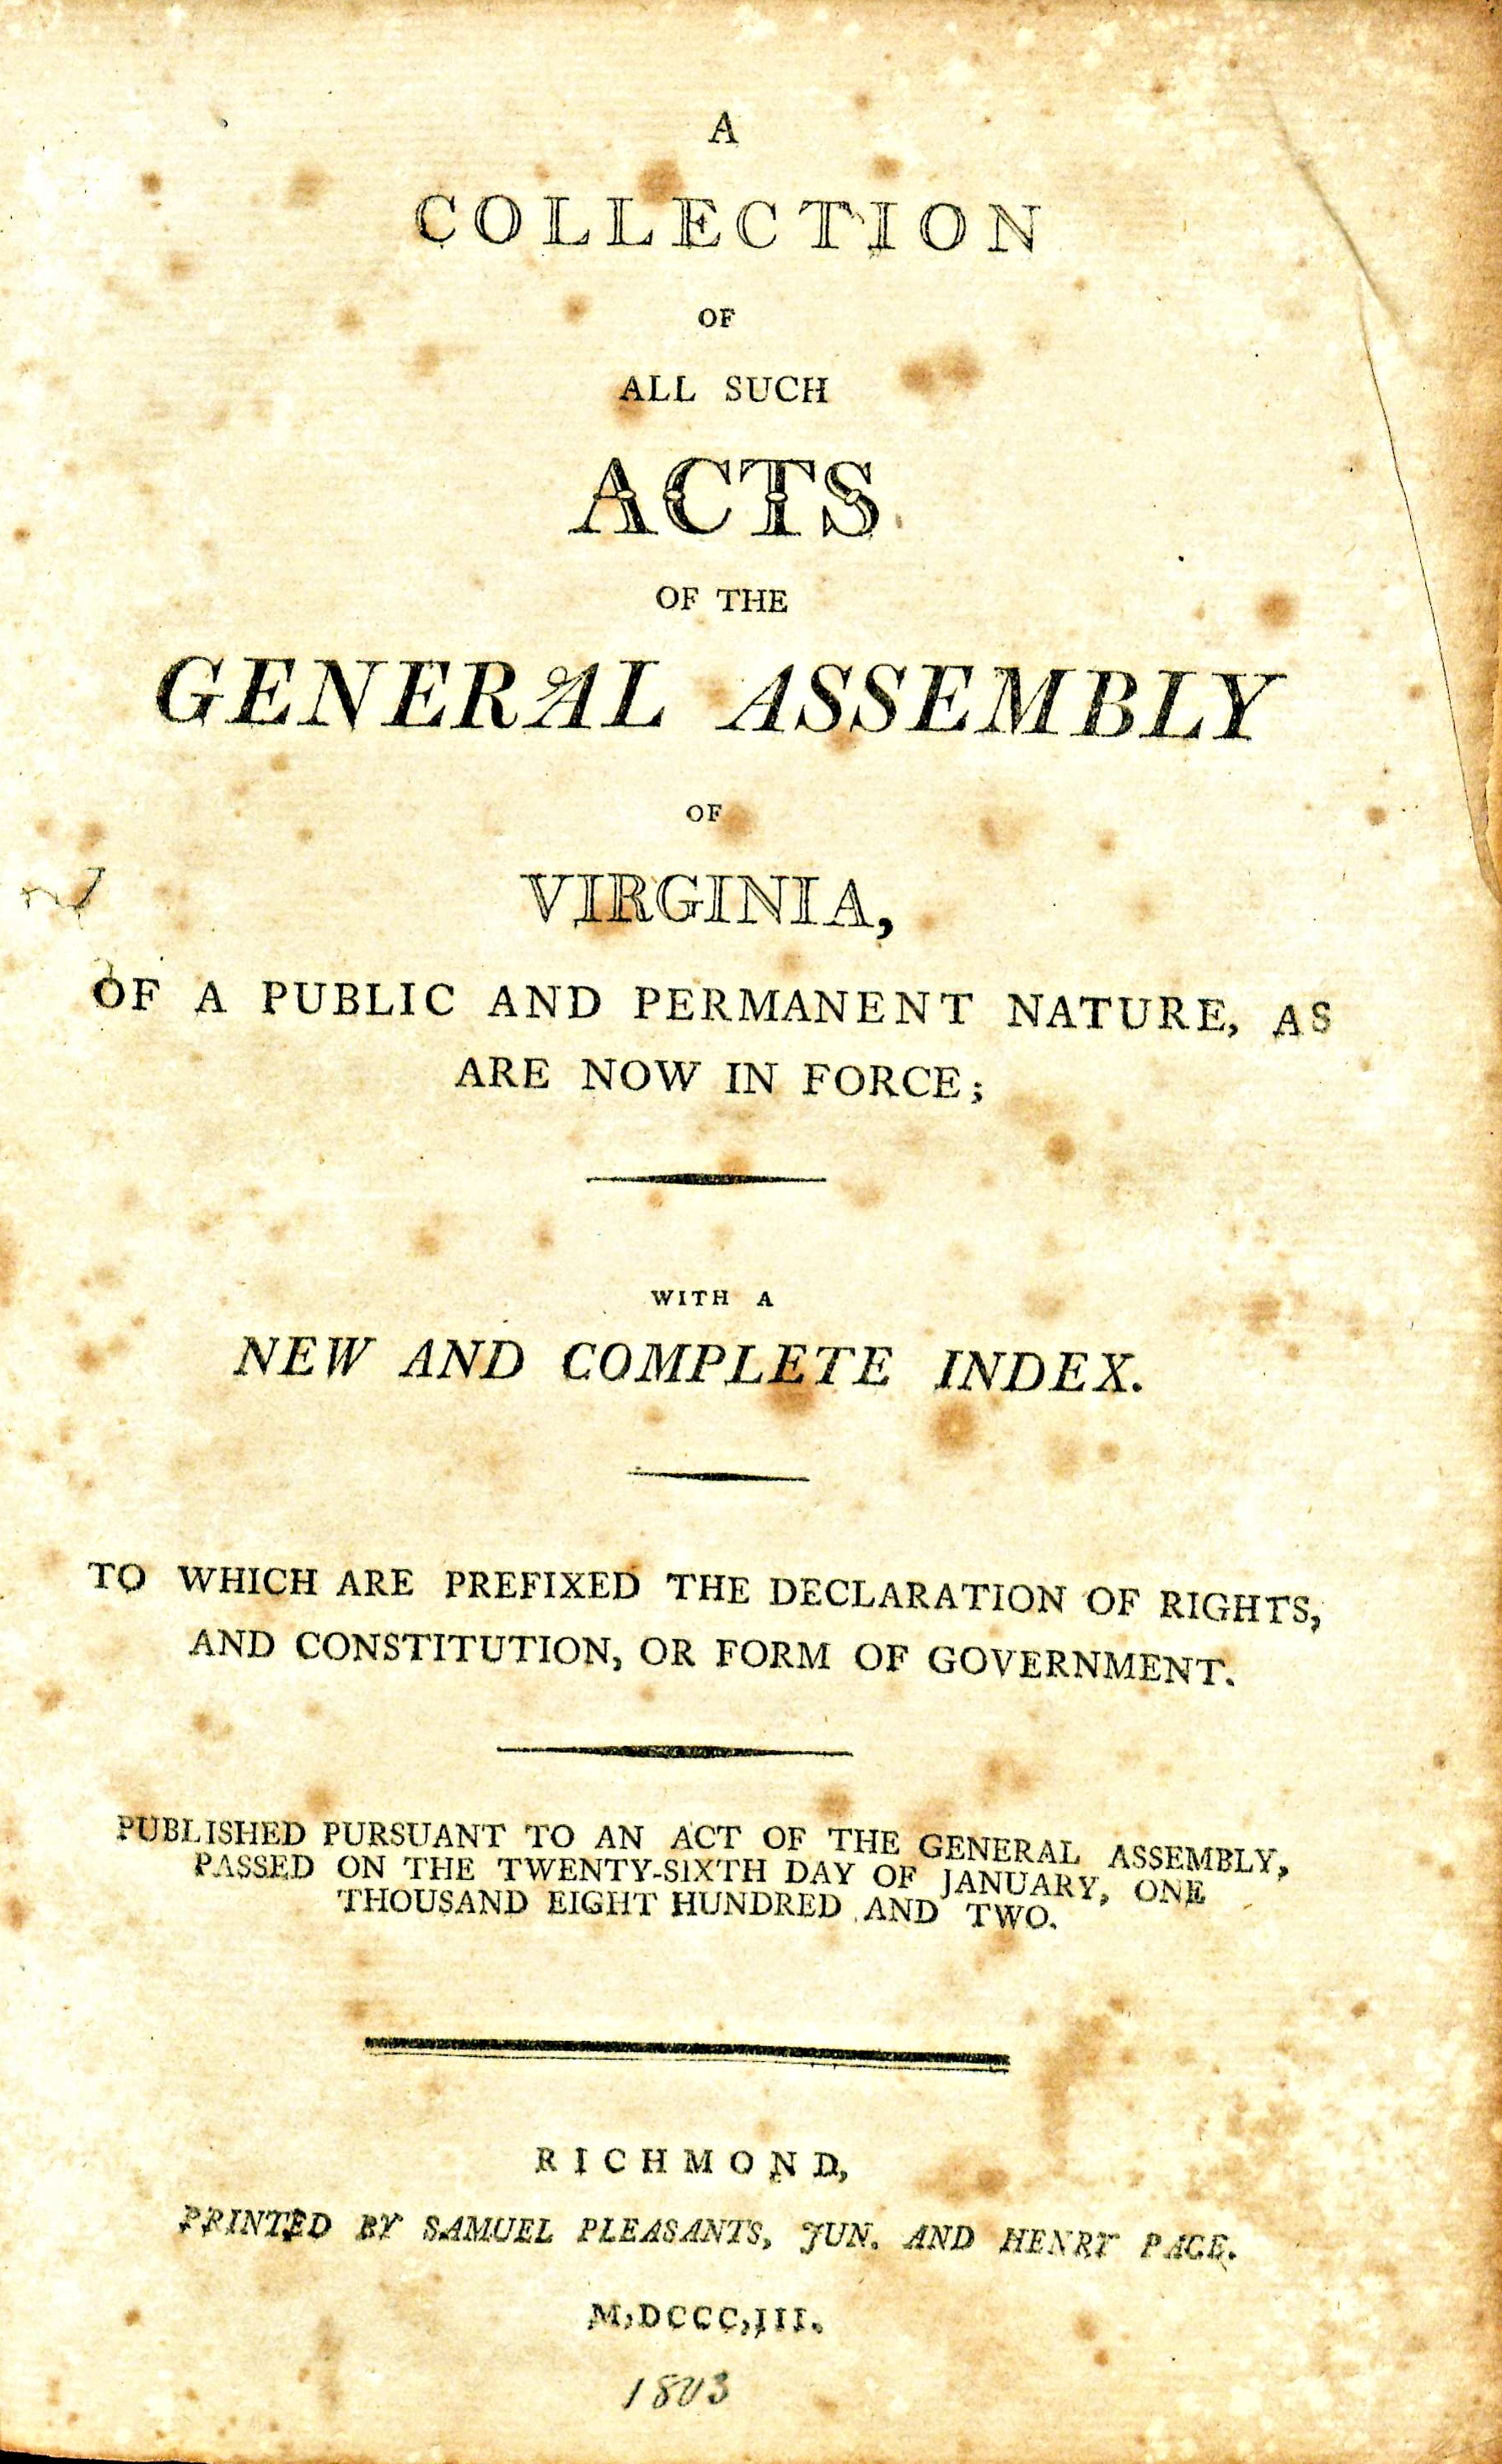 A
COLLECTION
OF
ALL SUCH
ACTS
OF THE
GENERAL ASSEMBLY
OF
VIRGINIA,
OF A PUBLIC AND PERMANENT NATURE, AS
ARE NOW IN FORCE;
WITH A
NEW AND COMPLETE INDEX.
TO WHICH ARE PREFIXED THE DECLARATION OF RIGHTS,
AND CONSTITUTION, OR FORM OF GOVERNMENT.
PUBLISHED PURSUANT TO AN ACT OF THE GENERAL ASSEMBLY,
PASSED ON THE TWENTY-SIXTH DAY OF JANUARY, ONE
THOUSAND EIGHT HUNDRED AND TWO.
RICHMOND,
PRINTED BY SAMUEL PLEASANTS, JUN. AND HENRY PACE.
M,DCCC,III.
1803